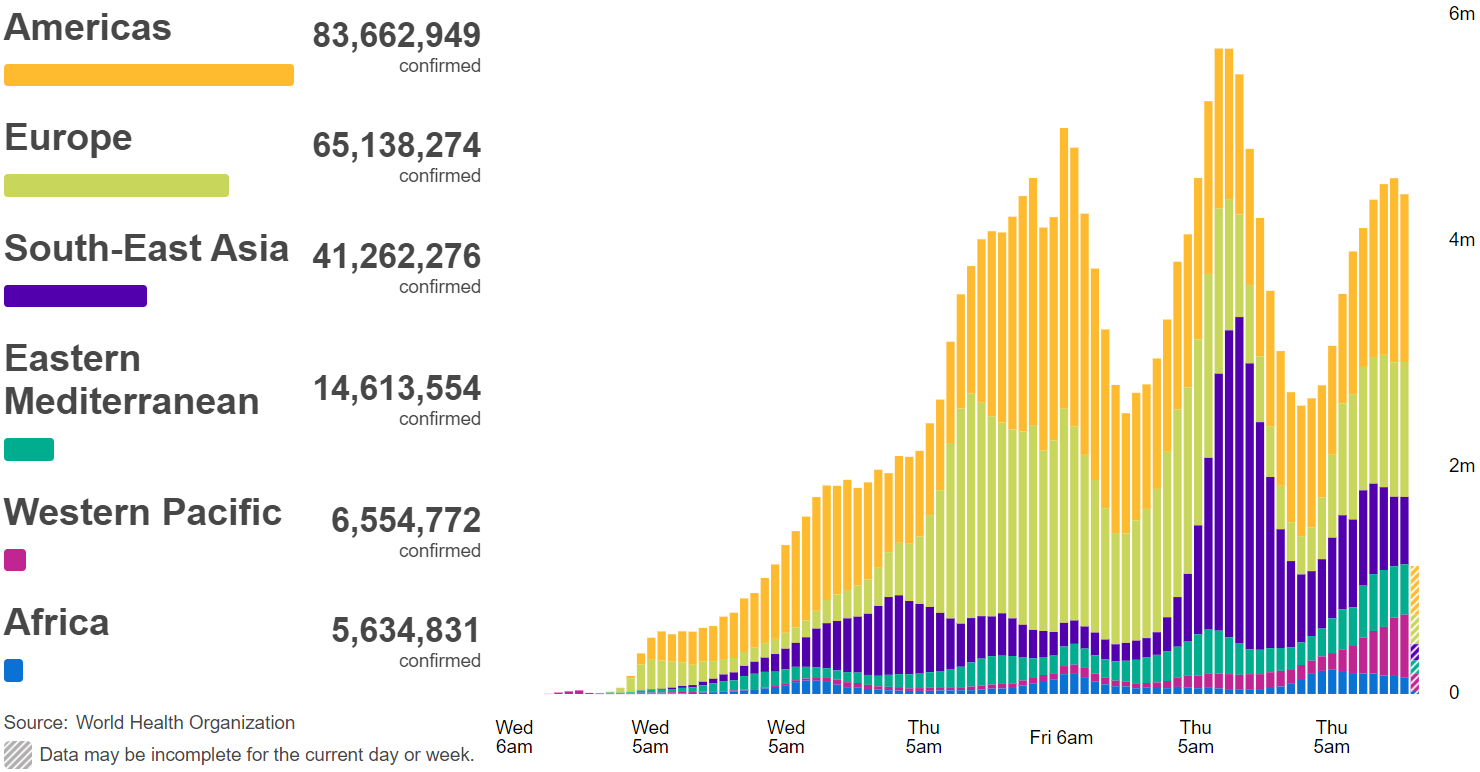 Americas
83,662,949
confirmed
Europe
65,138,274
confirmed
South-East Asia
41,262,276
confirmed
Eastern
Mediterranean
14,613,554
confirmed
Western Pacific
6,554,772
confirmed
Africa
5,634,831
confirmed
Source: World Health Organization
Data may be incomplete for the current day or week.
6m
4m
2m
0
Wed
6am
Wed
5am
Wed
5am
Thu
5am
Fri 6am
Thu
5am
Thu
5am